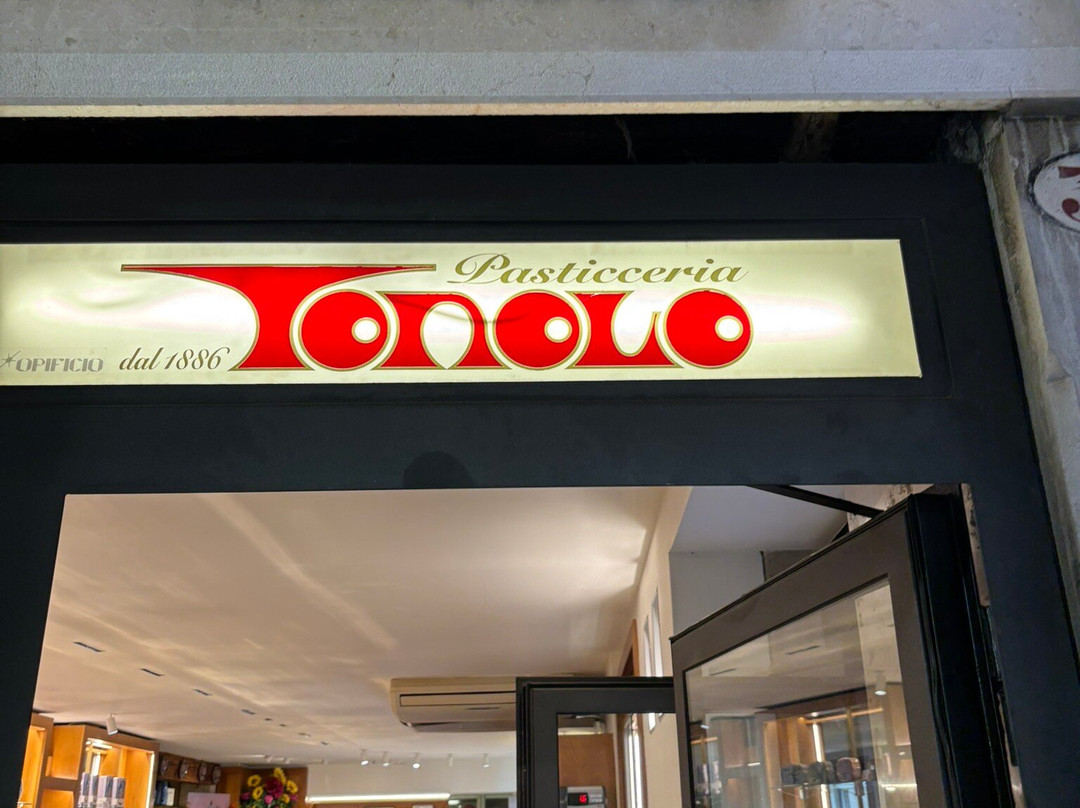 Pasticceria
TONOLO
OPIFICIO dal 1886